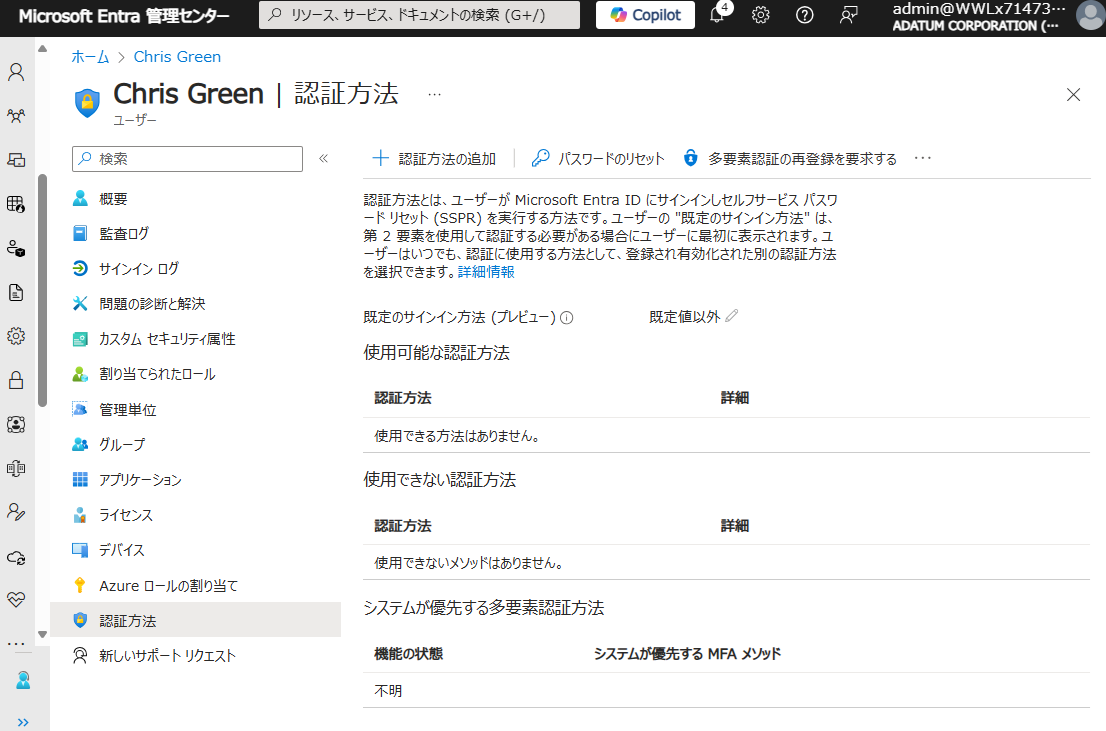 Microsoft Entra 管理センター
リソース、サービス、ドキュメントの検索 (G+/)
Copilot
4
admin@WWLx71473...
ADATUM CORPORATION (...
ホーム > Chris Green
Chris Green | 認証方法 ...
ユーザー
検索
«
概要
監査ログ
サインイン ログ
問題の診断と解決
カスタム セキュリティ属性
割り当てられたロール
管理単位
グループ
アプリケーション
ライセンス
デバイス
Azure ロールの割り当て
認証方法
新しいサポート リクエスト
認証方法の追加
パスワードのリセット
多要素認証の再登録を要求する
...
認証方法とは、ユーザーが Microsoft Entra ID にサインインしセルフサービス パスワ
ード リセット (SSPR) を実行する方法です。ユーザーの "既定のサインイン方法" は、
第 2 要素を使用して認証する必要がある場合にユーザーに最初に表示されます。ユ
ーザーはいつでも、認証に使用する方法として、登録され有効化された別の認証方法
を選択できます。詳細情報
既定のサインイン方法 (プレビュー) 既定値以外
使用可能な認証方法
認証方法 詳細
使用できる方法はありません。
使用できない認証方法
認証方法 詳細
使用できないメソッドはありません。
システムが優先する多要素認証方法
機能の状態 システムが優先する MFA メソッド
不明